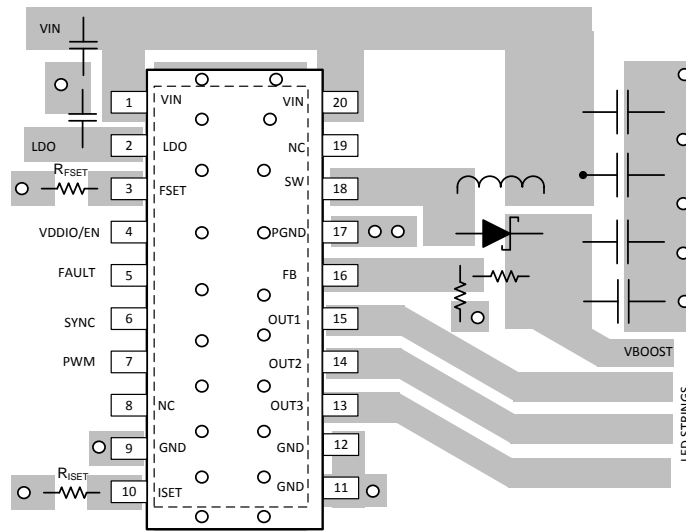 VIN
1 VIN VIN 20
LDO 2 LDO NC 19
RFSET 3 FSET SW 18
VDDIO/EN 4 PGND 17
FAULT 5 FB 16
SYNC 6 OUT1 15
PWM 7 OUT2 14
8 NC OUT3 13
9 GND GND 12
RISET 10 ISET GND 11
VBOOST
LED STRINGS